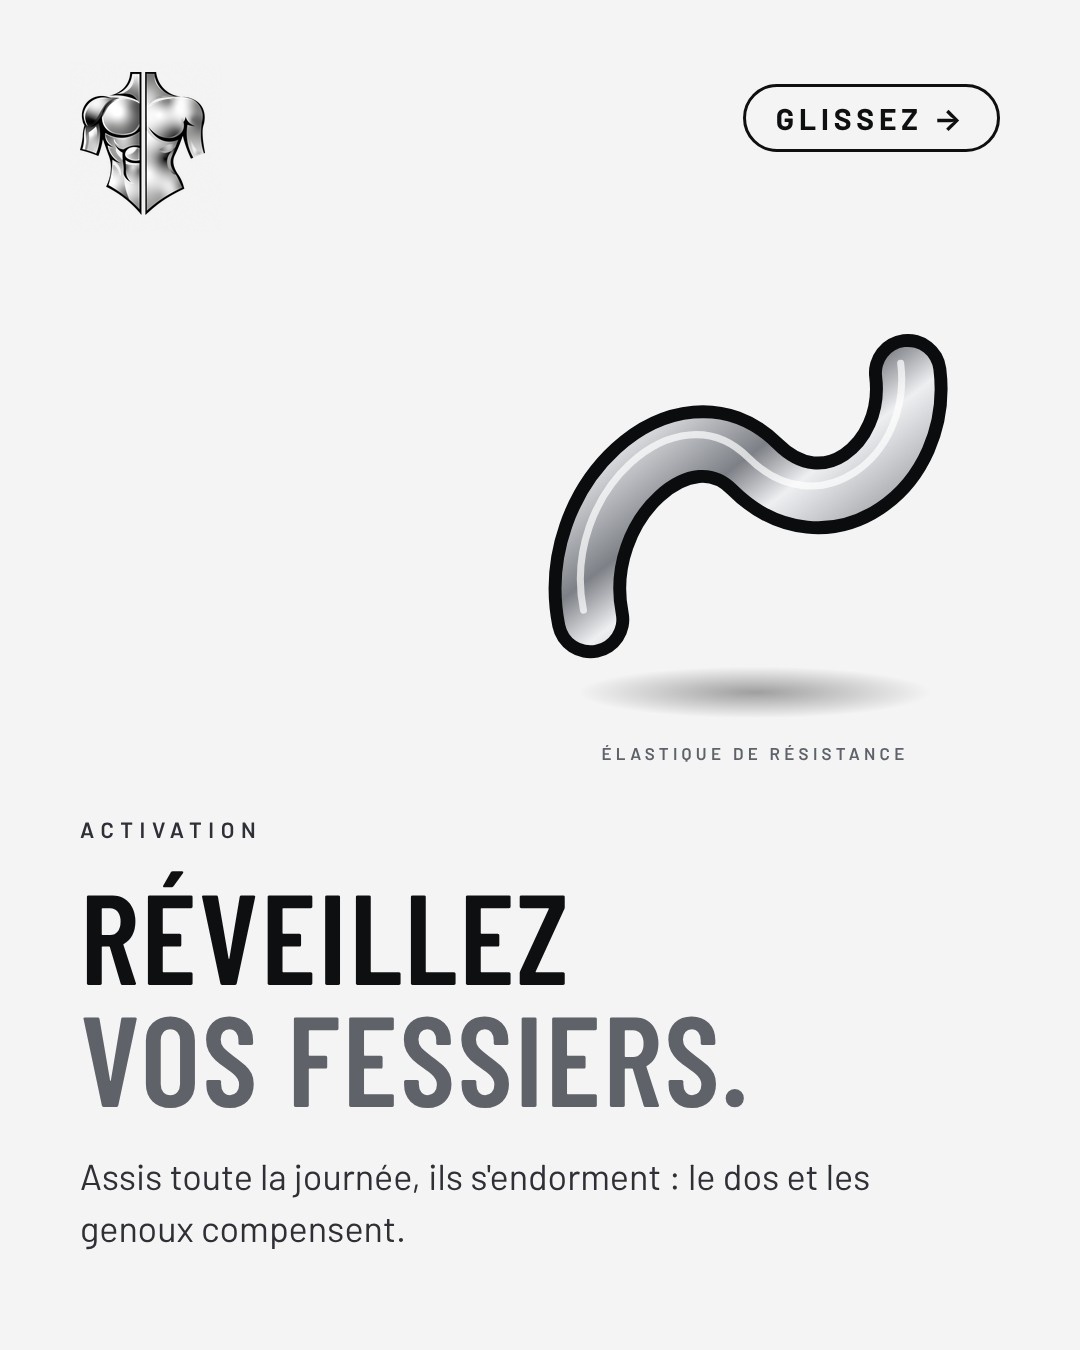 GLISSEZ →
ÉLASTIQUE DE RÉSISTANCE
ACTIVATION
RÉVEILLEZ
VOS FESSIERS.
Assis toute la journée, ils s'endorment : le dos et les
genoux compensent.